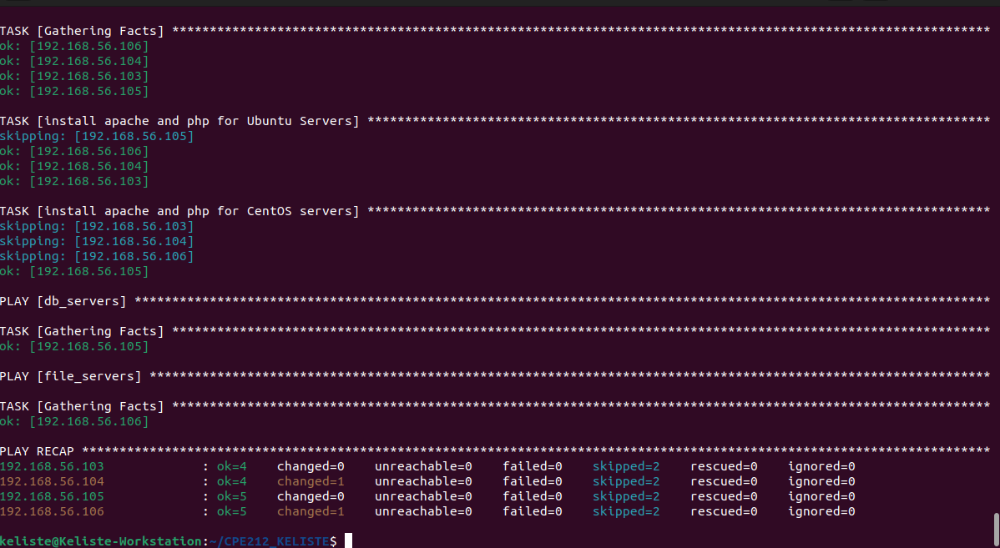 TASK [Gathering Facts] *************************************************************************************************************
ok: [192.168.56.106]
ok: [192.168.56.104]
ok: [192.168.56.103]
ok: [192.168.56.105]
TASK [install apache and php for Ubuntu Servers] ***********************************************************************************
skipping: [192.168.56.105]
ok: [192.168.56.106]
ok: [192.168.56.104]
ok: [192.168.56.103]
TASK [install apache and php for CentOS servers] ***********************************************************************************
skipping: [192.168.56.103]
skipping: [192.168.56.104]
skipping: [192.168.56.106]
ok: [192.168.56.105]
PLAY [db_servers] ******************************************************************************************************************
TASK [Gathering Facts] *************************************************************************************************************
ok: [192.168.56.105]
PLAY [file_servers] ****************************************************************************************************************
TASK [Gathering Facts] *************************************************************************************************************
ok: [192.168.56.106]
PLAY RECAP *************************************************************************************************************************
192.168.56.103             : ok=4    changed=0    unreachable=0    failed=0    skipped=2    rescued=0    ignored=0
192.168.56.104             : ok=4    changed=1    unreachable=0    failed=0    skipped=2    rescued=0    ignored=0
192.168.56.105             : ok=5    changed=0    unreachable=0    failed=0    skipped=2    rescued=0    ignored=0
192.168.56.106             : ok=5    changed=1    unreachable=0    failed=0    skipped=2    rescued=0    ignored=0
keliste@Keliste-Workstation:~/CPE212_KELISTE$